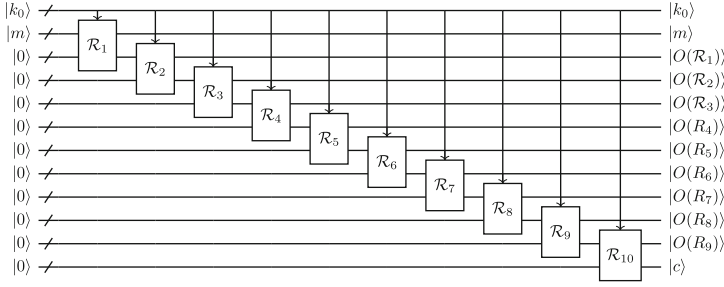 |k₀⟩ |k₀⟩
|m⟩ ℛ₁ |m⟩
|0⟩ ℛ₂ |O(ℛ₁)⟩
|0⟩ ℛ₃ |O(ℛ₂)⟩
|0⟩ ℛ₄ |O(ℛ₃)⟩
|0⟩ ℛ₅ |O(R₄)⟩
|0⟩ ℛ₆ |O(R₅)⟩
|0⟩ ℛ₇ |O(R₆)⟩
|0⟩ ℛ₈ |O(R₇)⟩
|0⟩ ℛ₉ |O(R₈)⟩
|0⟩ ℛ₁₀ |O(R₉)⟩
|0⟩ |c⟩